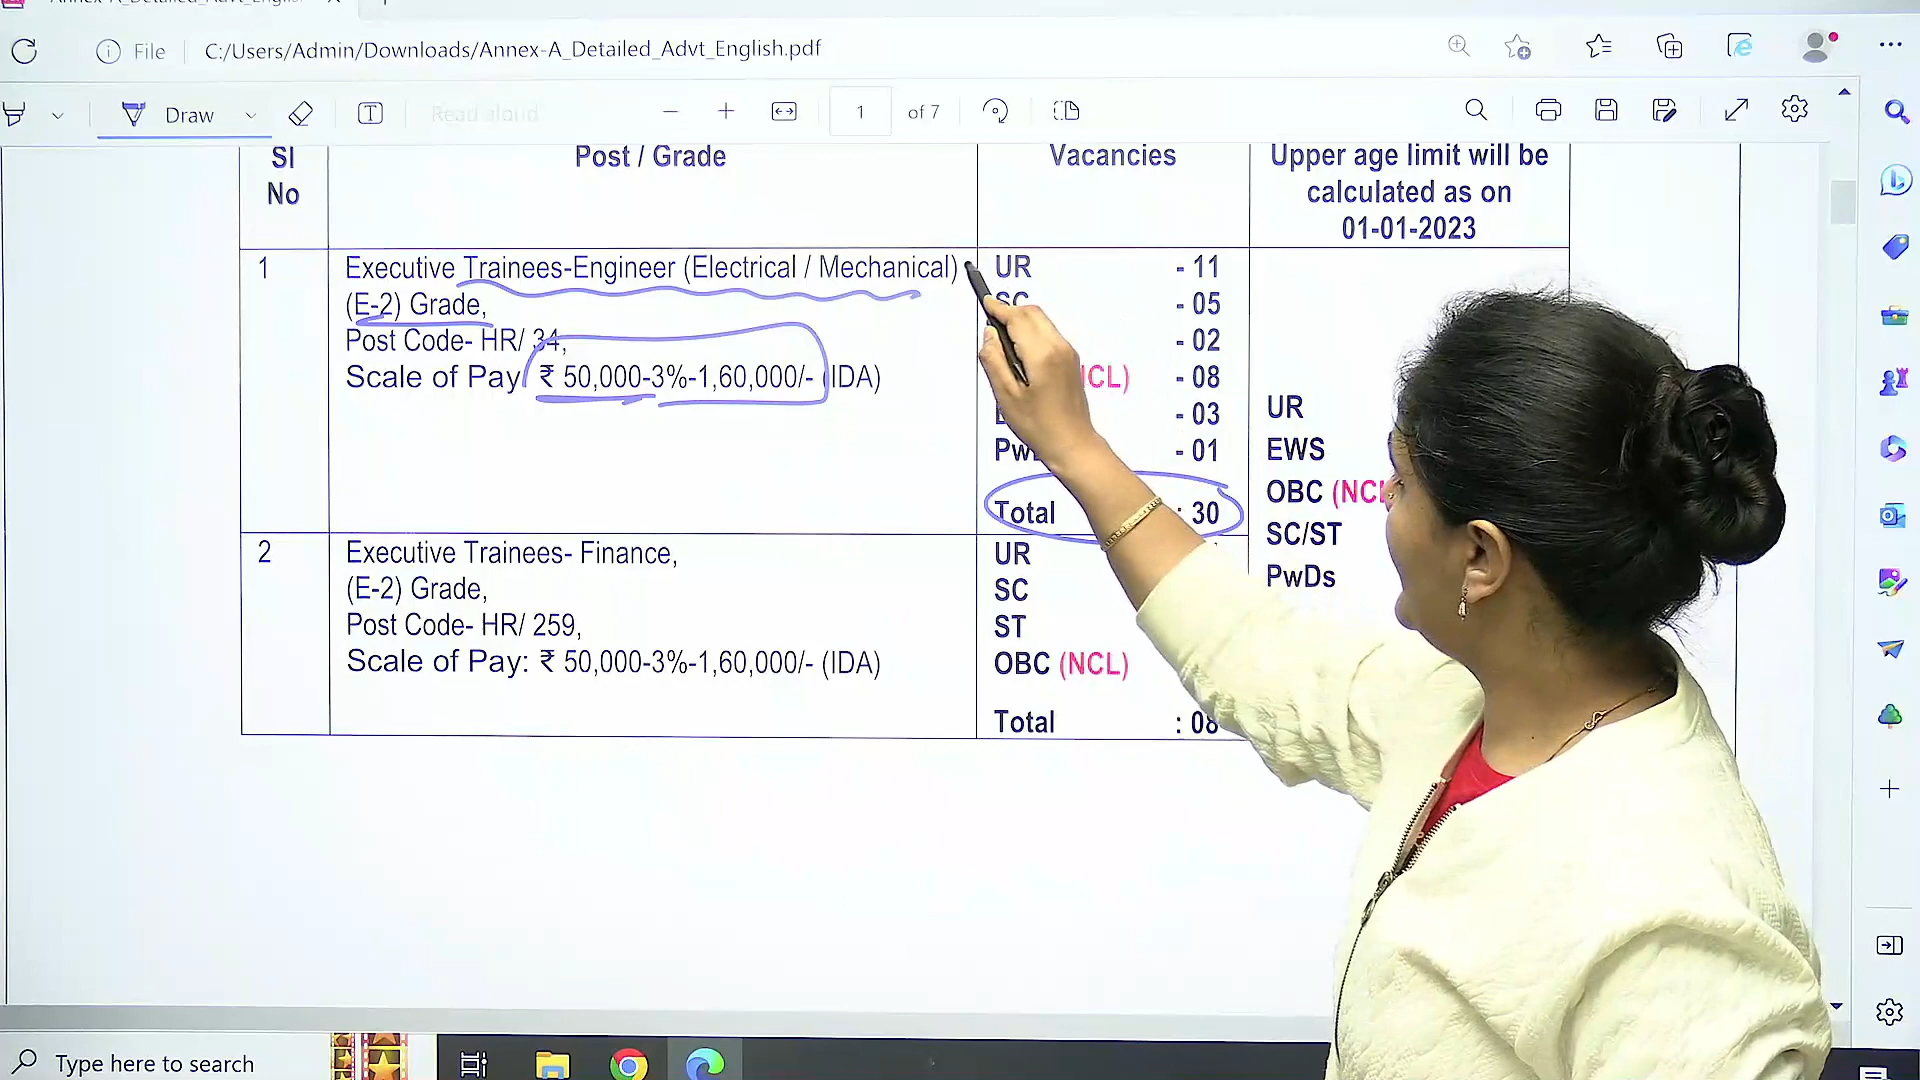 File
C:/Users/Admin/Downloads/Annex-A_Detailed_Advt_English.pdf
Draw
Read aloud
1
of 7
Sl
No
Post / Grade
Vacancies
Upper age limit will be
calculated as on
01-01-2023
1
Executive Trainees-Engineer (Electrical / Mechanical)
(E-2) Grade,
Post Code- HR/ 34,
Scale of Pay
₹ 50,000-3%-1,60,000/- (IDA)
UR - 11
SC - 05
- 02
- 08
- 03
- 01
Total : 30
2
Executive Trainees- Finance,
(E-2) Grade,
Post Code- HR/ 259,
Scale of Pay: ₹ 50,000-3%-1,60,000/- (IDA)
UR
SC
ST
OBC (NCL)
Total : 08
UR
EWS
OBC
SC/ST
PwDs
Type here to search